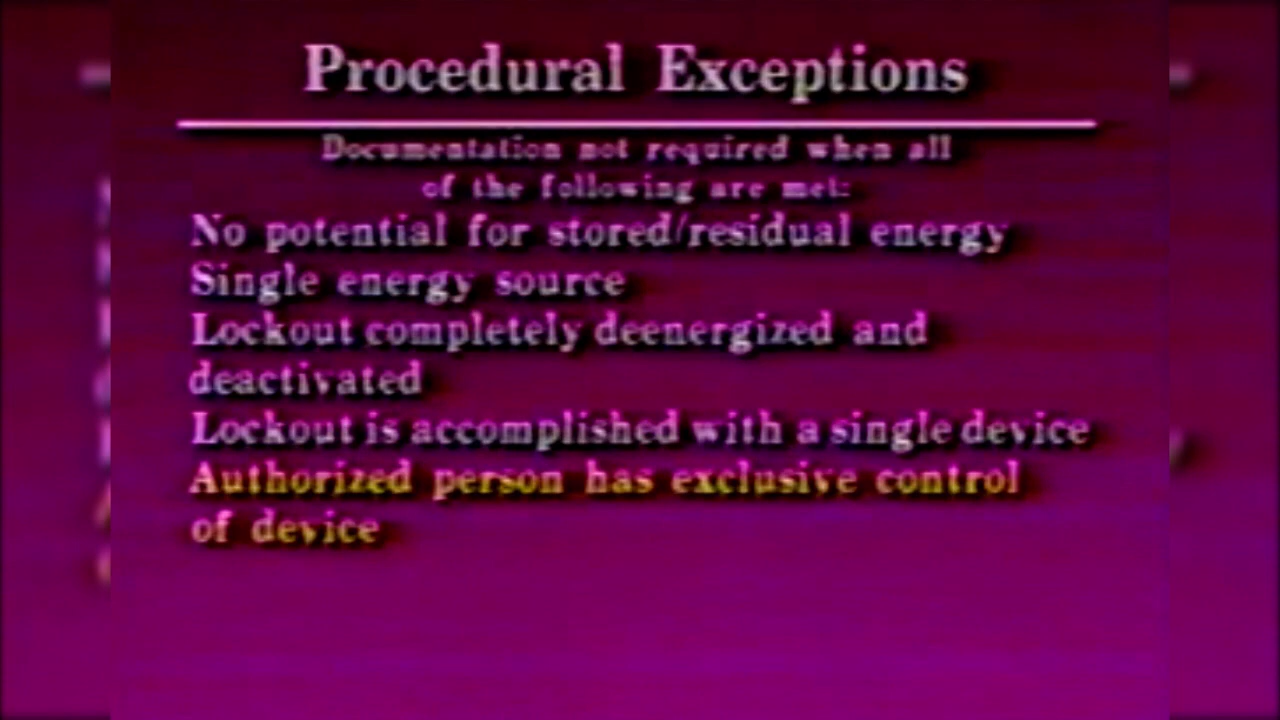 Procedural Exceptions
Documentation not required when all
of the following are met:
No potential for stored/residual energy
Single energy source
Lockout completely deenergized and
deactivated
Lockout is accomplished with a single device
Authorized person has exclusive control
of device